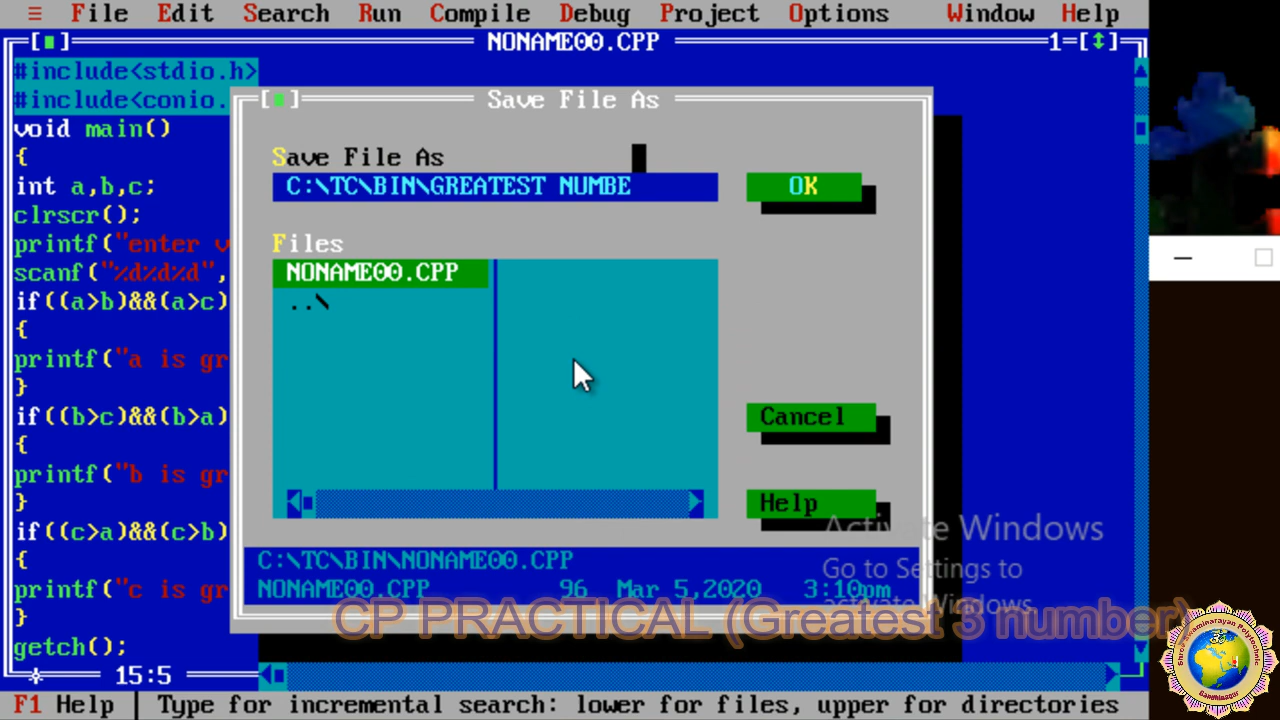 ≡ File Edit Search Run Compile Debug Project Options Window Help
NONAME00.CPP 1
#include<stdio.h>
#include<conio.
void main()
{
int a,b,c;
clrscr();
printf("enter v
scanf("%d%d%d",
if((a>b)&&(a>c)
{
printf("a is gr
}
if((b>c)&&(b>a)
{
printf("b is gr
}
if((c>a)&&(c>b)
{
printf("c is gr
}
getch();
15:5
Save File As
Save File As
C:\TC\BIN\GREATEST NUMBE
OK
Files
NONAME00.CPP
..\
Cancel
Help
C:\TC\BIN\NONAME00.CPP
NONAME00.CPP 96 Mar 5,2020 3:10pm
Activate Windows
Go to Settings to
activate Windows.
CP PRACTICAL (Greatest 3 number)
F1 Help | Type for incremental search: lower for files, upper for directories